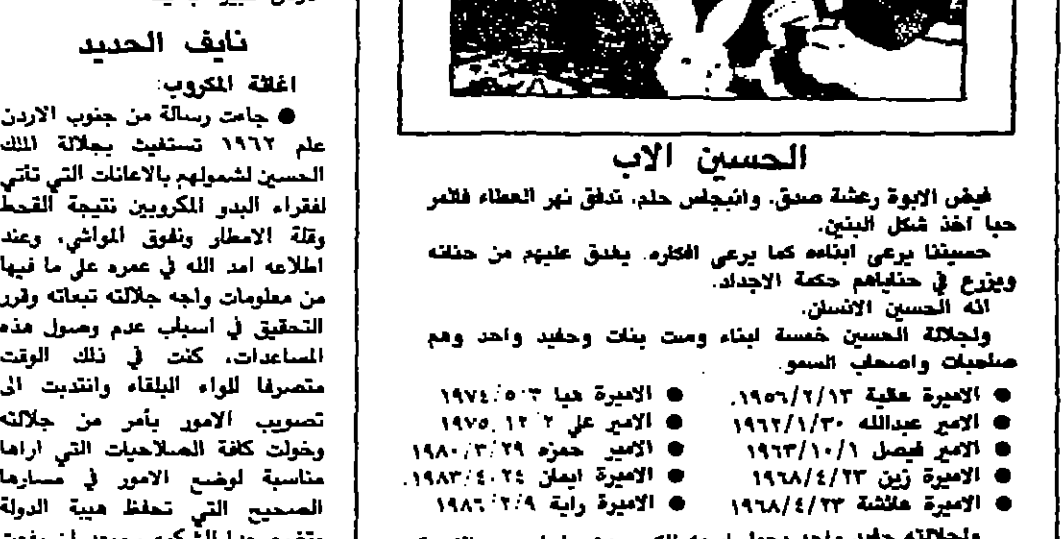 نايف الحديد
اغاثة المكروب:
● جاءت رسالة من جنوب الاردن
علم ١٩٦٢ تستغيث بجلالة الملك
الحسين لشمولهم بالاعانات التي تأتي
لفقراء البدو المكروبين نتيجة القحط
وقلة الامطار ونفوق المواشي، وعند
اطلاعه امد الله في عمره على ما فيها
من معلومات واجه جلالته تبعاته وقرر
التحقيق في اسباب عدم وصول هذه
المساعدات، كنت في ذلك الوقت
متصرفا للواء البلقاء وانتدبت الى
تصويب الامور بأمر من جلالته
وخولت كافة الصلاحيات التي اراها
مناسبة لوضع الامور في مسارها
الصحيح التي تحفظ هيبة الدولة
الحسين الاب
فيض الابوة رعشة صدق، وانبجاس حلم، تدفق نهر العطاء فاثمر
حبا اخذ شكل البنين.
حسيننا يرعى ابناءه كما يرعى افكاره. يغدق عليهم من حنانه
ويزرع في حناياهم حكمة الاجداد.
انه الحسين الانسان.
ولجلالة الحسين خمسة ابناء وست بنات وحفيد واحد وهم
صاحبات واصحاب السمو.
● الاميرة عالية ١٩٥٦/٢/١٣.
● الامير عبدالله ١٩٦٢/١/٣٠
● الامير فيصل ١٩٦٣/١٠/١
● الاميرة زين ١٩٦٨/٤/٢٣
● الاميرة عائشة ١٩٦٨/٤/٢٣
● الاميرة هيا ١٩٧٤/٥/٣
● الامير علي ١٩٧٥/١٢/٢
● الامير حمزه ١٩٨٠/٣/٢٩
● الاميرة ايمان ١٩٨٣/٤/٢٤.
● الاميرة راية ١٩٨٦/٢/٩
ولجلالته حفيد واحد